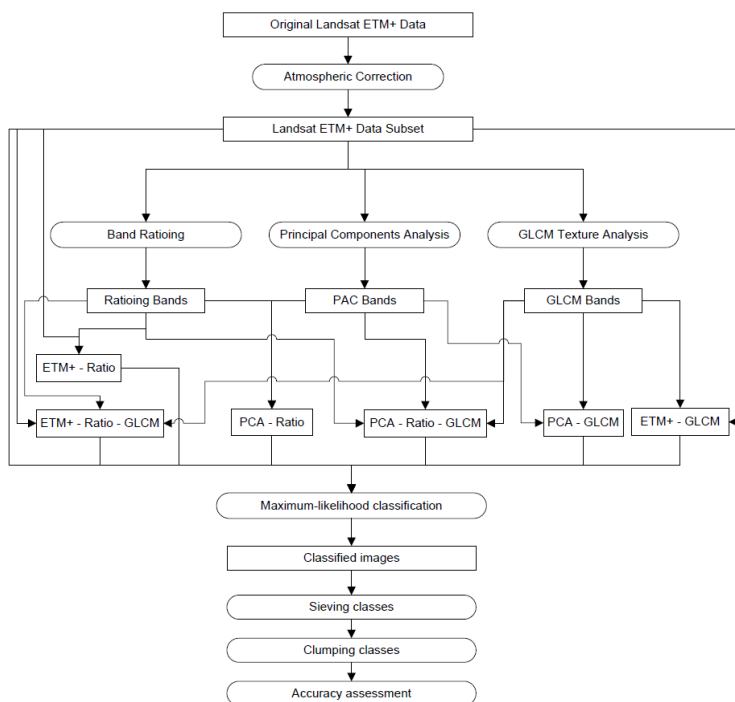 Original Landsat ETM+ Data
Atmospheric Correction
Landsat ETM+ Data Subset
Band Ratioing
Principal Components Analysis
GLCM Texture Analysis
Ratioing Bands
PAC Bands
GLCM Bands
ETM+ - Ratio
ETM+ - Ratio - GLCM
PCA - Ratio
PCA - Ratio - GLCM
PCA - GLCM
ETM+ - GLCM
Maximum-likelihood classification
Classified images
Sieving classes
Clumping classes
Accuracy assessment